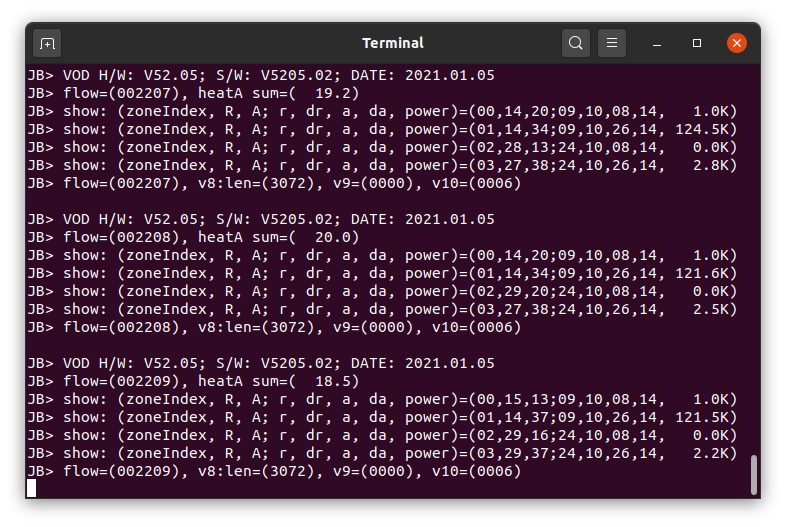 Terminal
JB> VOD H/W: V52.05; S/W: V5205.02; DATE: 2021.01.05
JB> flow=(002207), heatA sum=(  19.2)
JB> show: (zoneIndex, R, A; r, dr, a, da, power)=(00,14,20;09,10,08,14,   1.0K)
JB> show: (zoneIndex, R, A; r, dr, a, da, power)=(01,14,34;09,10,26,14, 124.5K)
JB> show: (zoneIndex, R, A; r, dr, a, da, power)=(02,28,13;24,10,08,14,   0.0K)
JB> show: (zoneIndex, R, A; r, dr, a, da, power)=(03,27,38;24,10,26,14,   2.8K)
JB> flow=(002207), v8:len=(3072), v9=(0000), v10=(0006)

JB> VOD H/W: V52.05; S/W: V5205.02; DATE: 2021.01.05
JB> flow=(002208), heatA sum=(  20.0)
JB> show: (zoneIndex, R, A; r, dr, a, da, power)=(00,14,20;09,10,08,14,   1.0K)
JB> show: (zoneIndex, R, A; r, dr, a, da, power)=(01,14,34;09,10,26,14, 121.6K)
JB> show: (zoneIndex, R, A; r, dr, a, da, power)=(02,29,20;24,10,08,14,   0.0K)
JB> show: (zoneIndex, R, A; r, dr, a, da, power)=(03,27,38;24,10,26,14,   2.5K)
JB> flow=(002208), v8:len=(3072), v9=(0000), v10=(0006)

JB> VOD H/W: V52.05; S/W: V5205.02; DATE: 2021.01.05
JB> flow=(002209), heatA sum=(  18.5)
JB> show: (zoneIndex, R, A; r, dr, a, da, power)=(00,15,13;09,10,08,14,   1.0K)
JB> show: (zoneIndex, R, A; r, dr, a, da, power)=(01,14,37;09,10,26,14, 121.5K)
JB> show: (zoneIndex, R, A; r, dr, a, da, power)=(02,29,16;24,10,08,14,   0.0K)
JB> show: (zoneIndex, R, A; r, dr, a, da, power)=(03,29,37;24,10,26,14,   2.2K)
JB> flow=(002209), v8:len=(3072), v9=(0000), v10=(0006)